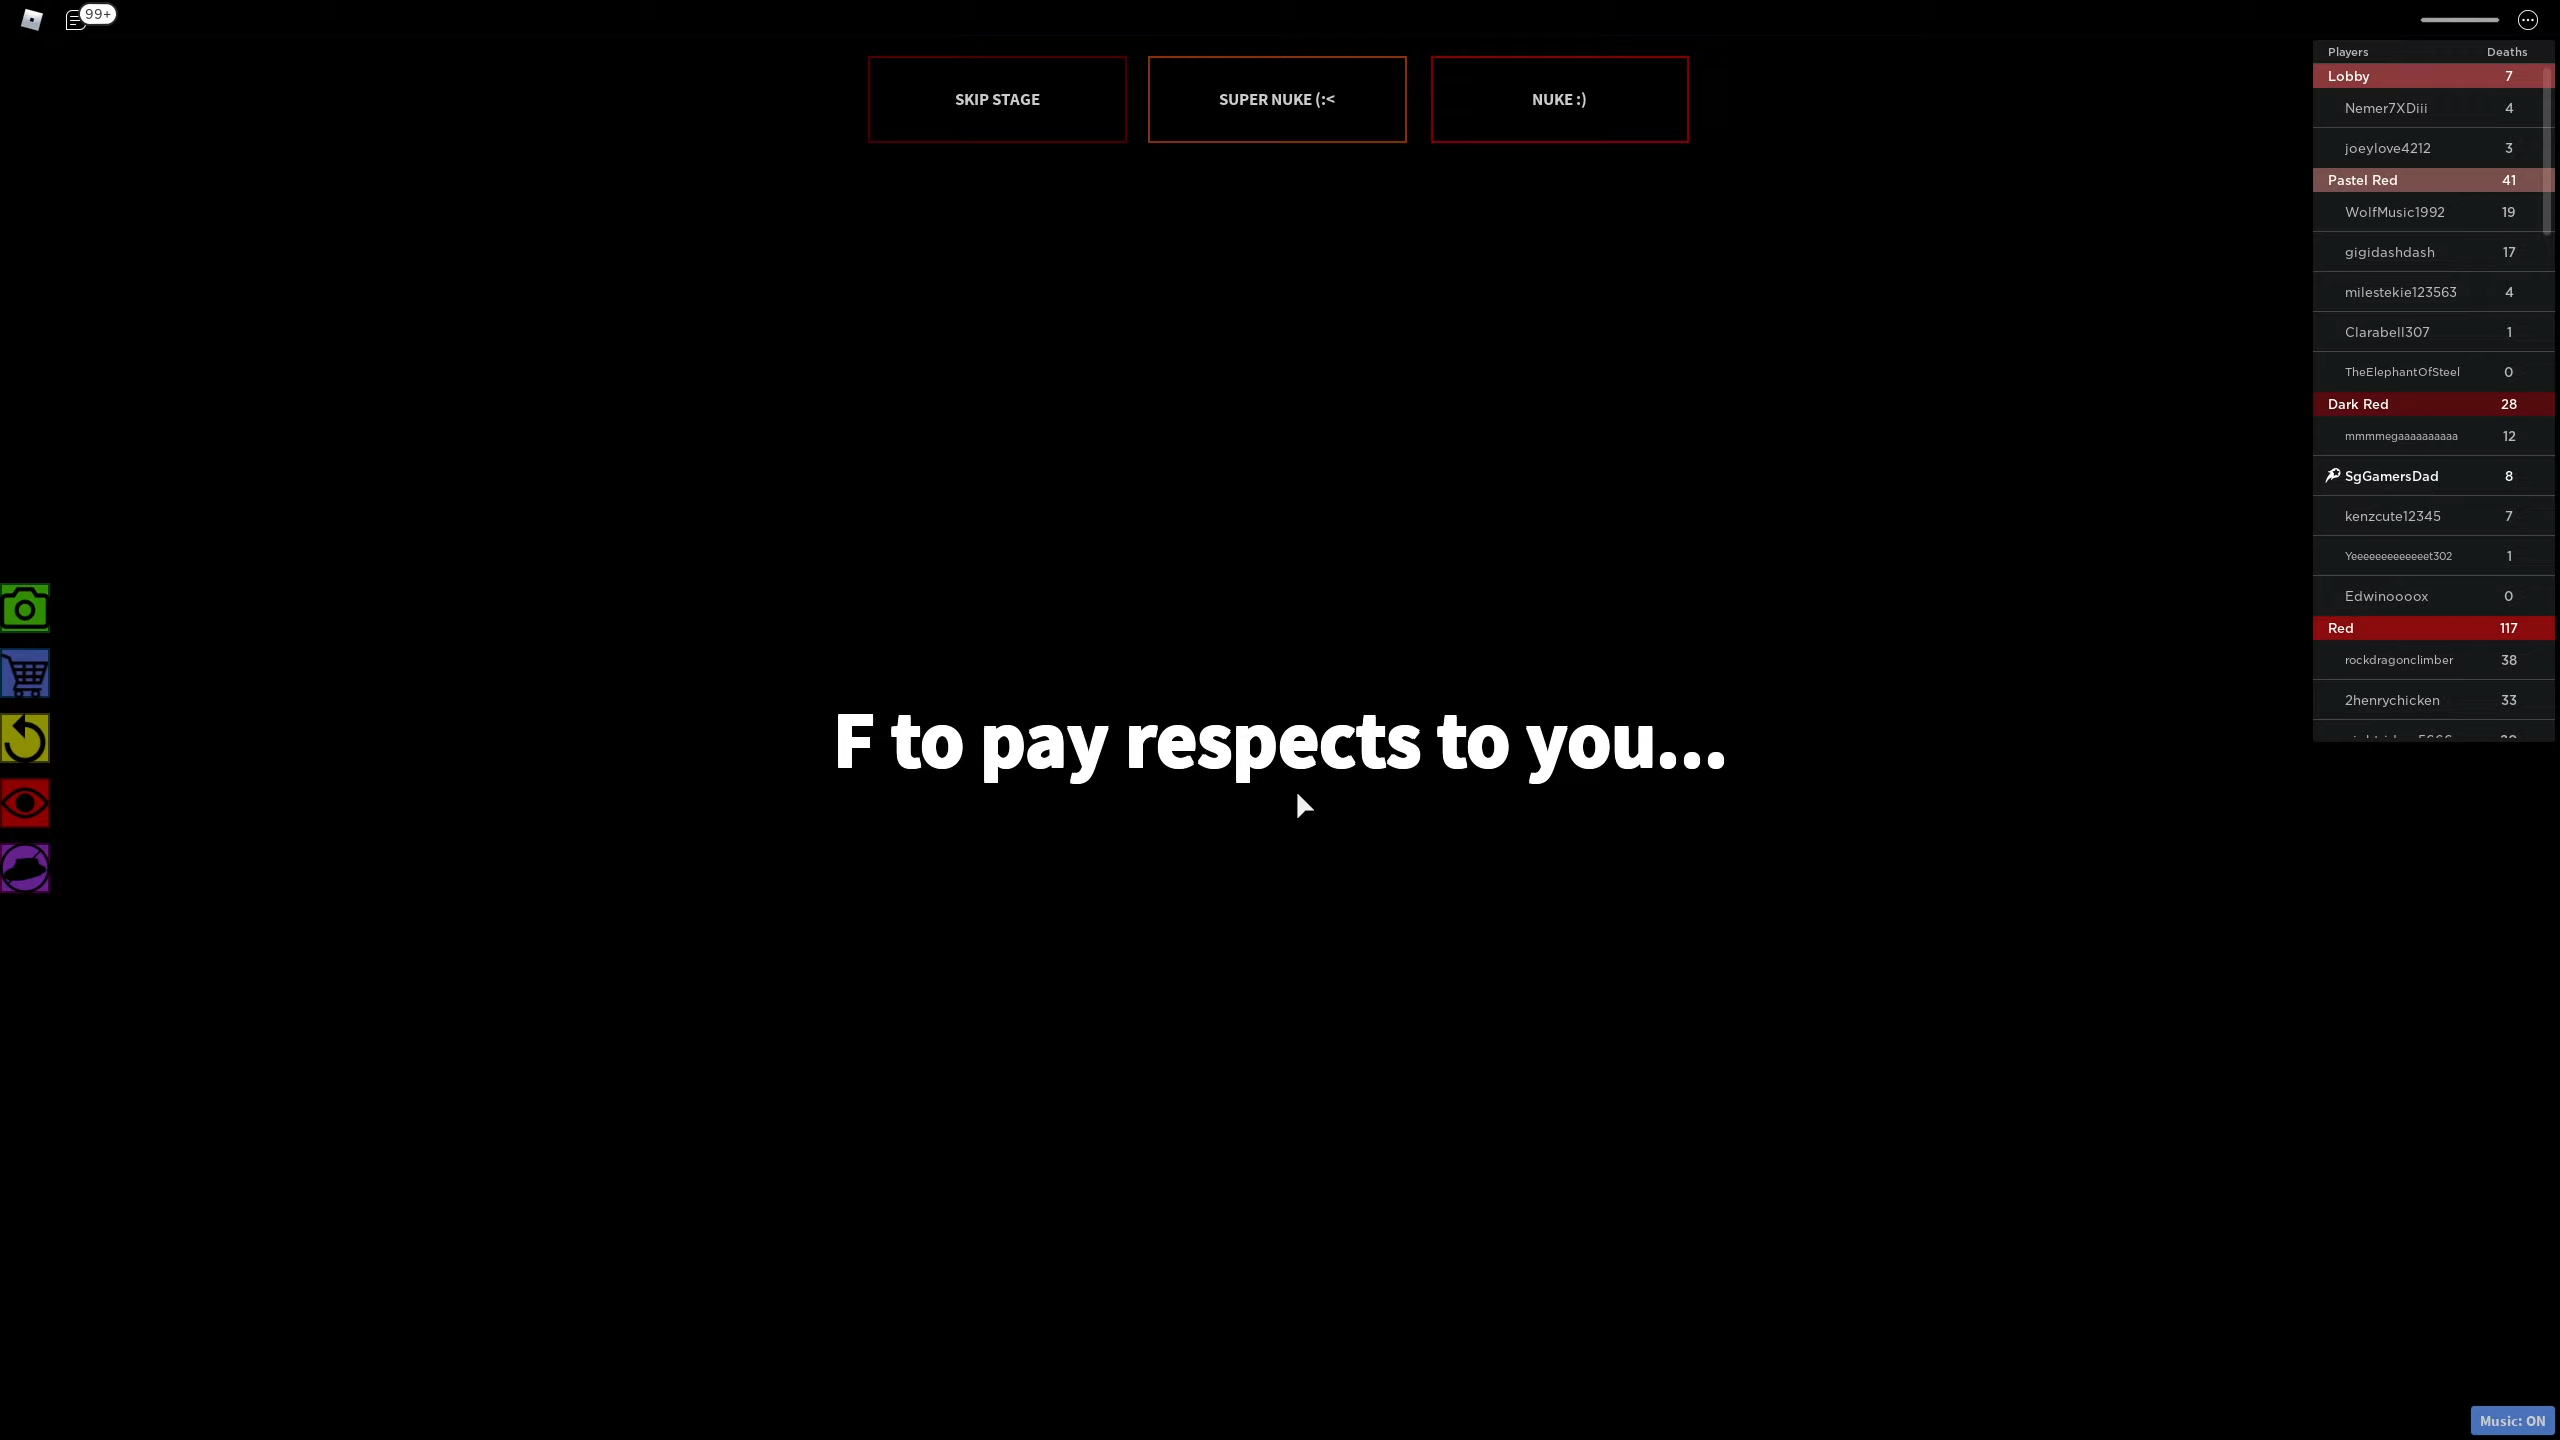 99+
SKIP STAGE
SUPER NUKE (:<
NUKE :)
Players Deaths
Lobby 7
Nemer7XDiii 4
joeylove4212 3
Pastel Red 41
WolfMusic1992 19
gigidashdash 17
milestekie123563 4
Clarabell307 1
TheElephantOfSteel 0
Dark Red 28
mmmmegaaaaaaaaaa 12
SgGamersDad 8
kenzcute12345 7
Yeeeeeeeeeeeeet302 1
Edwinoooox 0
Red 117
rockdragonclimber 38
2henrychicken 33
F to pay respects to you...
Music: ON